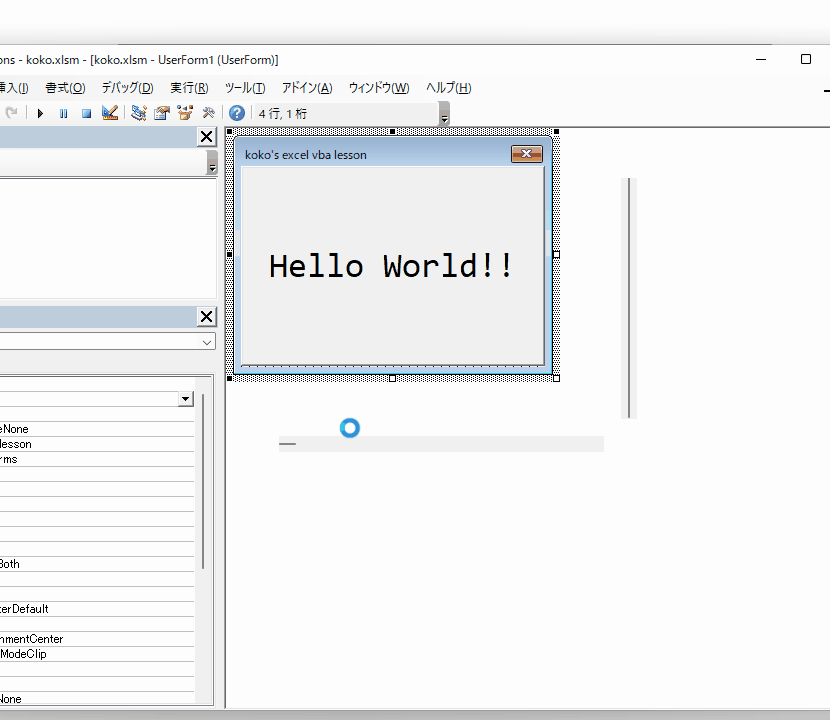 ons - koko.xlsm - [koko.xlsm - UserForm1 (UserForm)]
挿入(I) 書式(O) デバッグ(D) 実行(R) ツール(T) アドイン(A) ウィンドウ(W) ヘルプ(H)
4 行, 1 桁
koko's excel vba lesson
Hello World!!
eNone
lesson
rms
Both
terDefault
nmentCenter
ModeClip
None